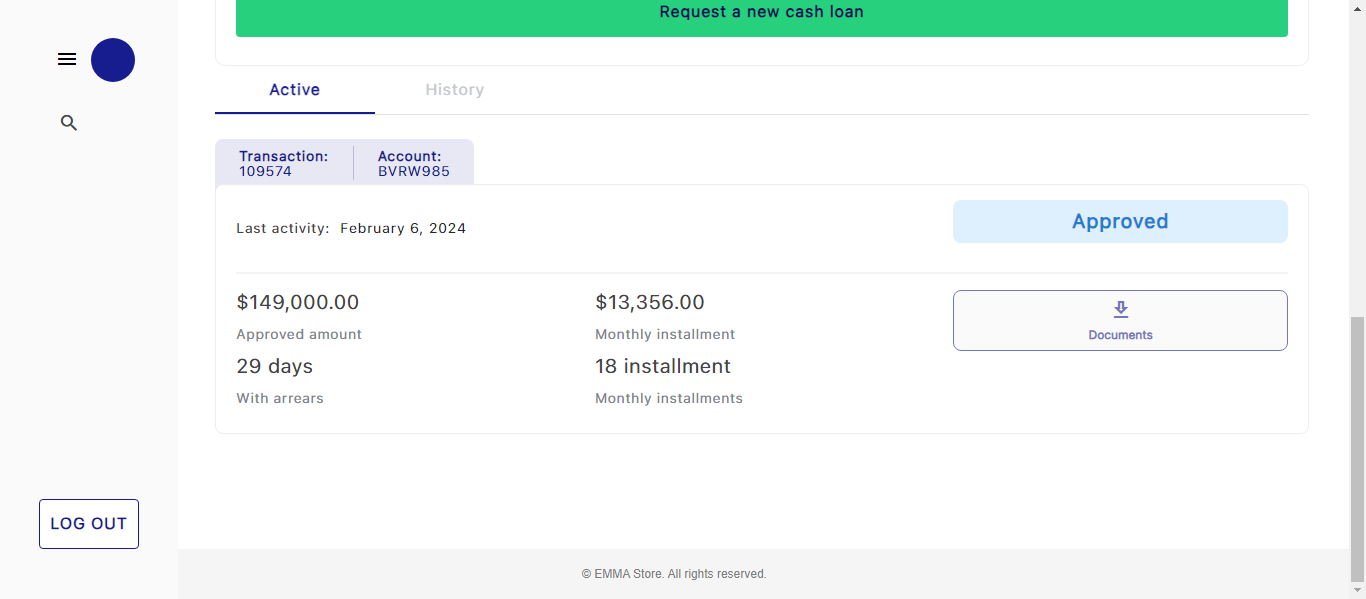 Request a new cash loan
Active
History
Transaction:
109574
Account:
BVRW985
Last activity: February 6, 2024
Approved
$149,000.00
Approved amount
$13,356.00
Monthly installment
Documents
29 days
With arrears
18 installment
Monthly installments
LOG OUT
© EMMA Store. All rights reserved.